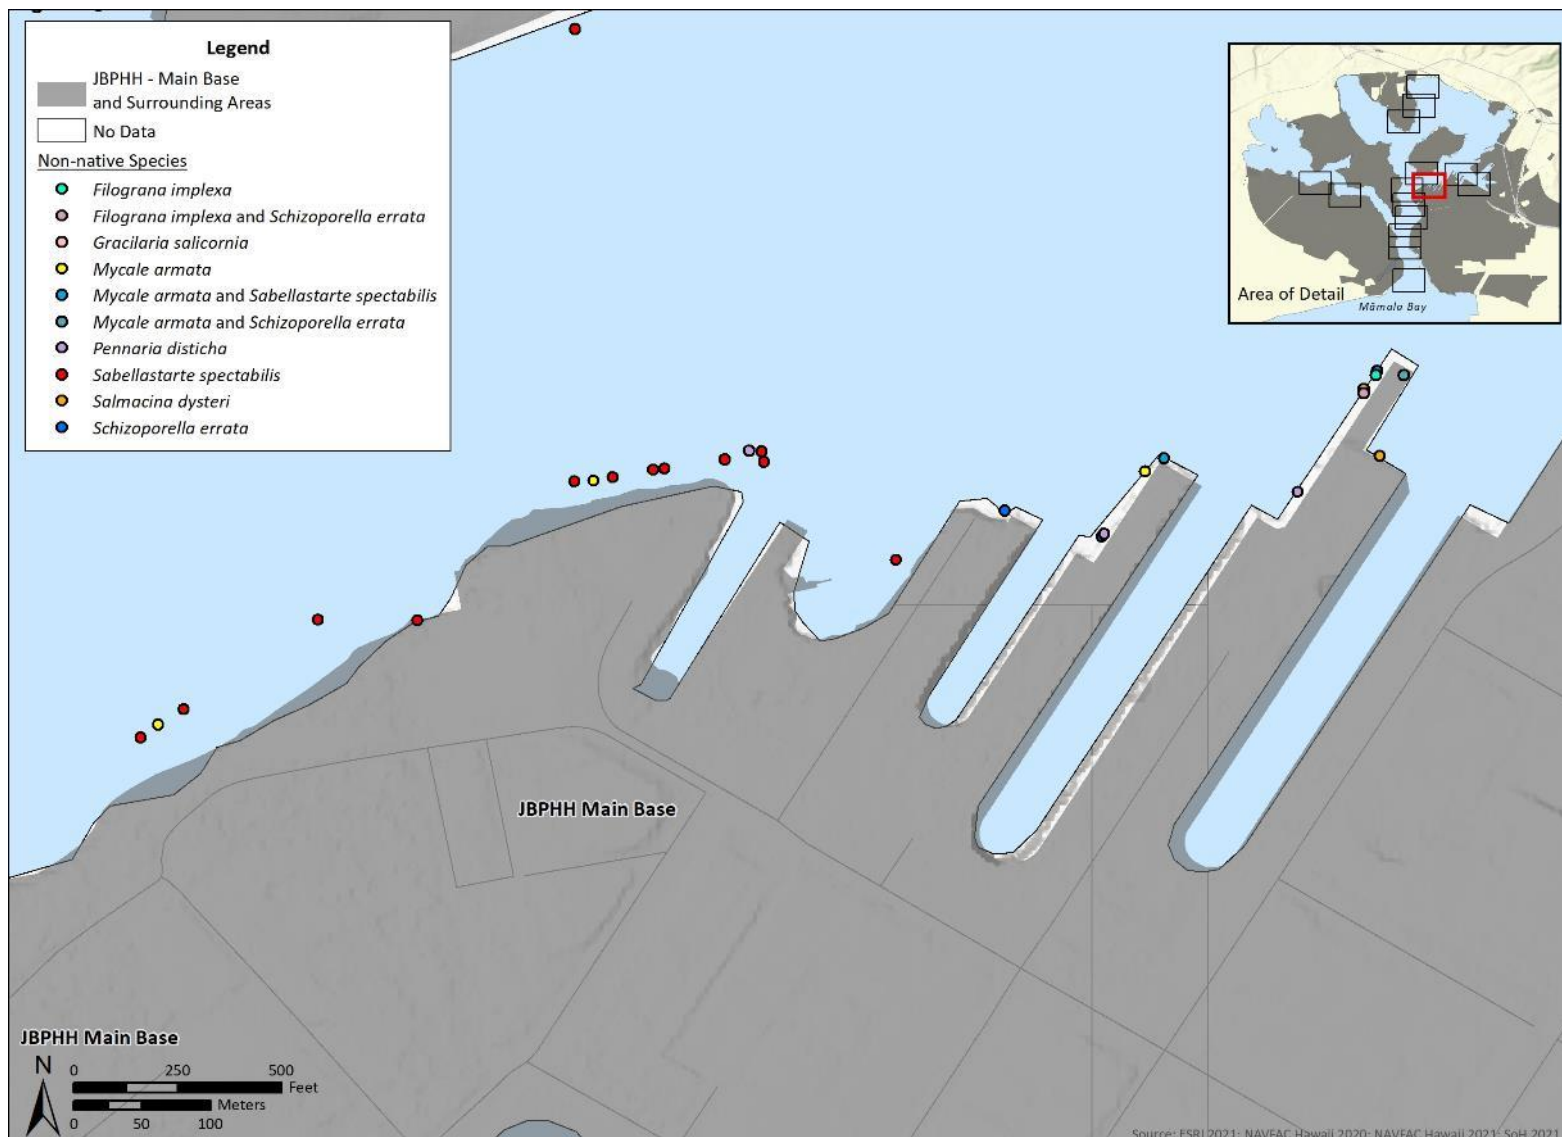 Legend
JBPHH - Main Base
and Surrounding Areas
No Data
Non-native Species
Filograna implexa
Filograna implexa and Schizoporella errata
Gracilaria salicornia
Mycale armata
Mycale armata and Sabellastarte spectabilis
Mycale armata and Schizoporella errata
Pennaria disticha
Sabellastarte spectabilis
Salmacina dysteri
Schizoporella errata
Area of Detail
Māmala Bay
JBPHH Main Base
JBPHH Main Base
N
0 250 500
Feet
Meters
0 50 100
Source: ESRI 2021; NAVFAC Hawaii 2020; NAVFAC Hawaii 2021; SoH 2021